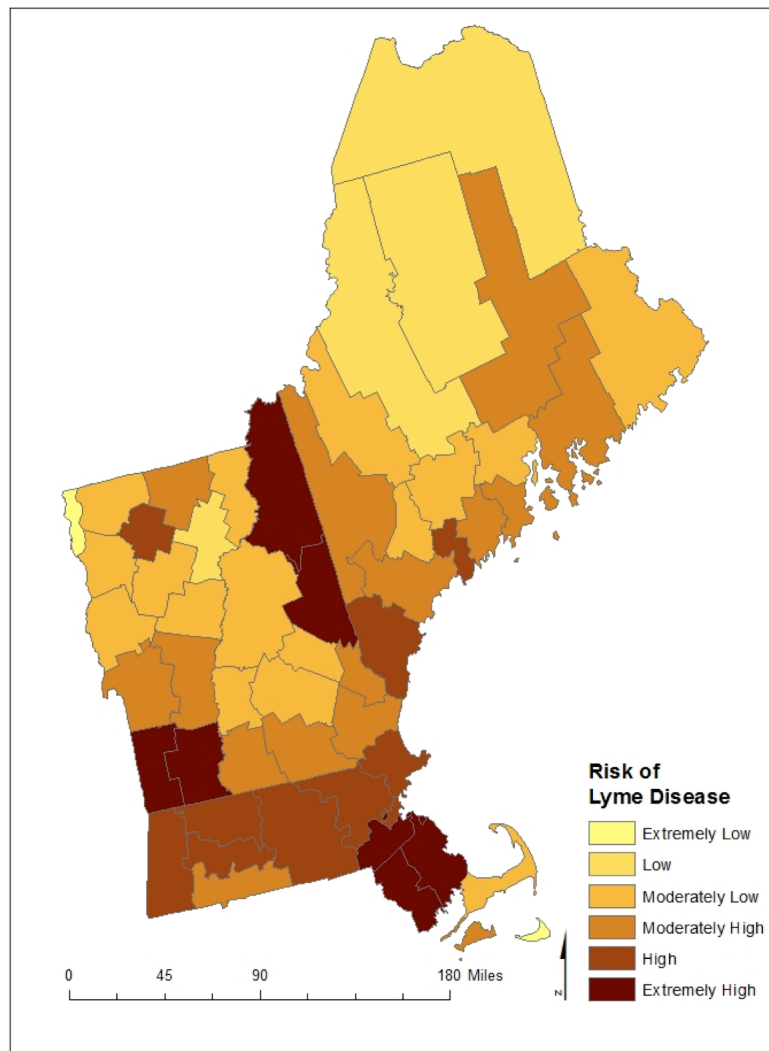 Risk of
Lyme Disease
Extremely Low
Low
Moderately Low
Moderately High
High
Extremely High
0 45 90 180 Miles
N